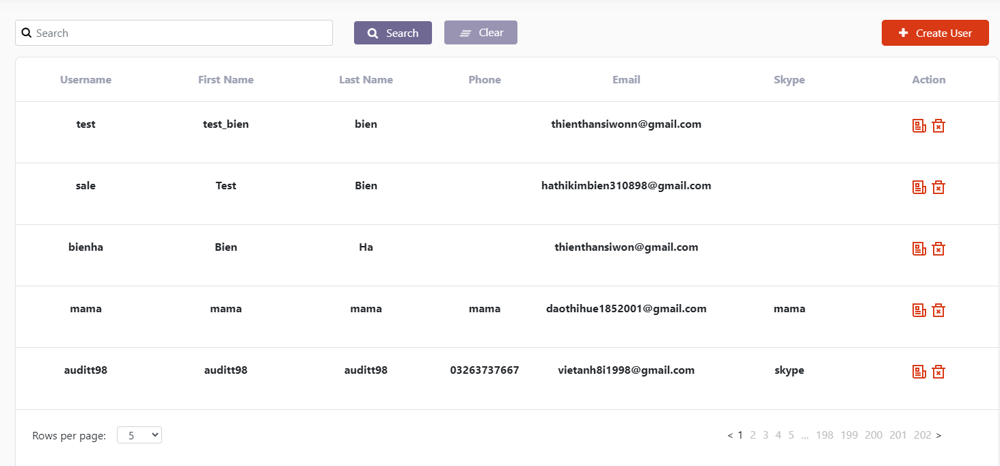 Search Search Clear Create User
Username First Name Last Name Phone Email Skype Action
test test_bien bien thienthansiwonn@gmail.com
sale Test Bien hathikimbien310898@gmail.com
bienha Bien Ha thienthansiwon@gmail.com
mama mama mama mama daothihue1852001@gmail.com mama
auditt98 auditt98 auditt98 03263737667 vietanh8i1998@gmail.com skype
Rows per page: 5 < 1 2 3 4 5 ... 198 199 200 201 202 >